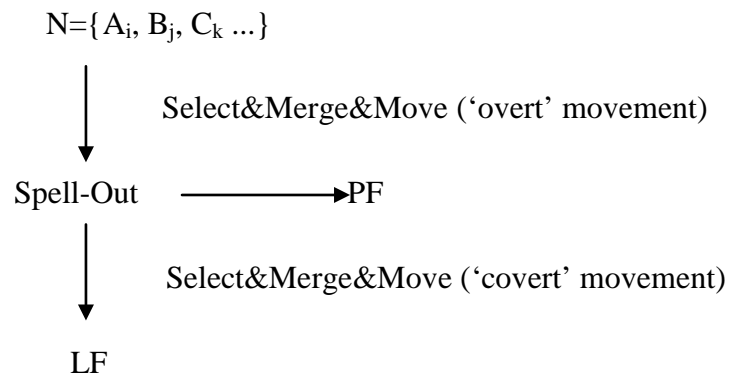 N={Ai, Bj, Ck ...}
Select&Merge&Move (‘overt’ movement)
Spell-Out PF
Select&Merge&Move (‘covert’ movement)
LF